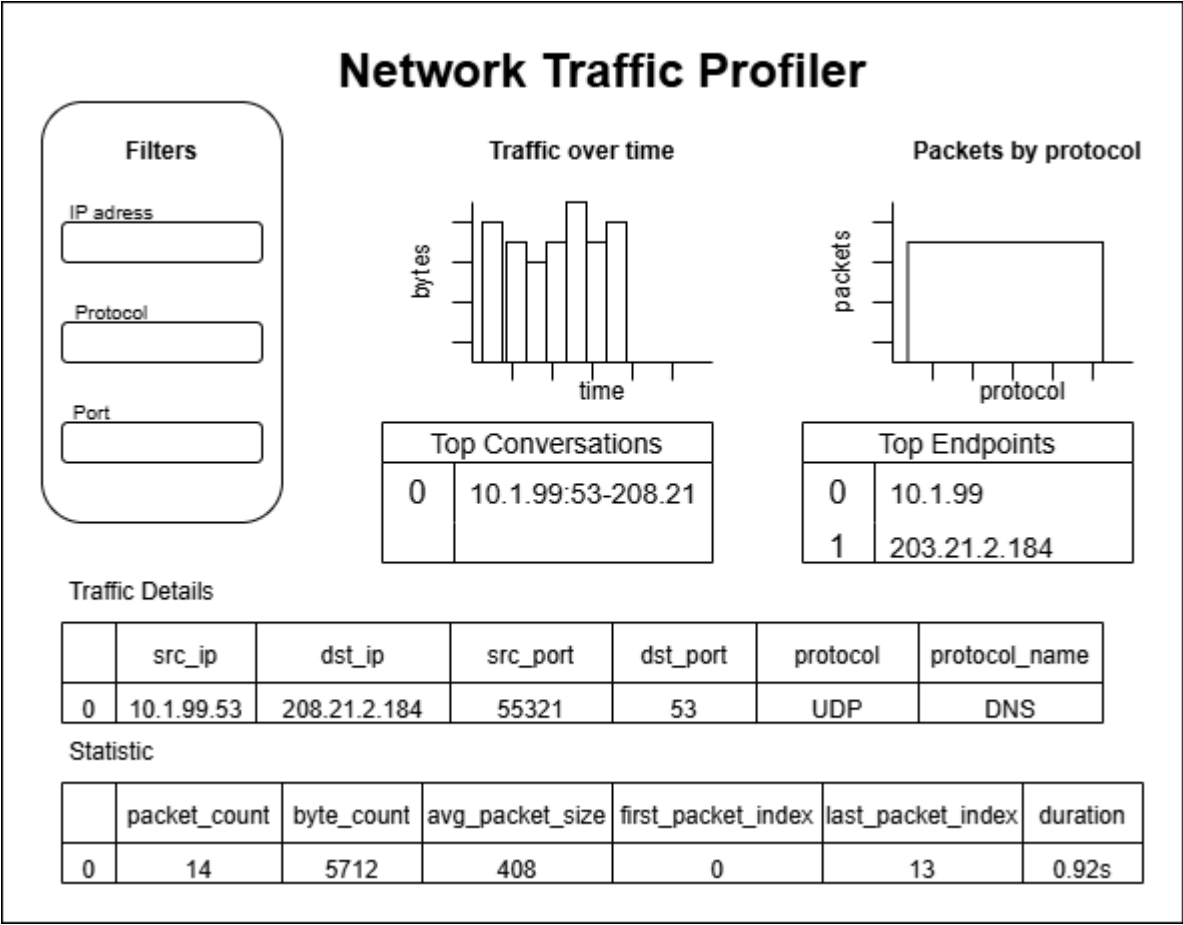 Network Traffic Profiler
Filters
IP adress
Protocol
Port
Traffic over time
bytes
time
Packets by protocol
packets
protocol
Top Conversations
0 10.1.99:53-208.21
Top Endpoints
0 10.1.99
1 203.21.2.184
Traffic Details
src_ip dst_ip src_port dst_port protocol protocol_name
0 10.1.99.53 208.21.2.184 55321 53 UDP DNS
Statistic
packet_count byte_count avg_packet_size first_packet_index last_packet_index duration
0 14 5712 408 0 13 0.92s